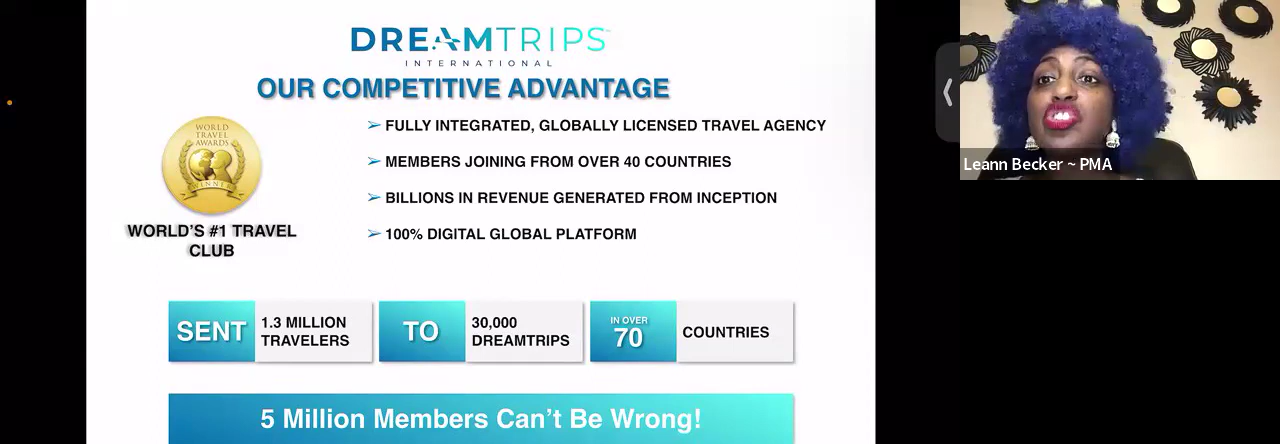 DREAMTRIPS
INTERNATIONAL
OUR COMPETITIVE ADVANTAGE
WORLD
TRAVEL
AWARDS
WINNER
WORLD'S #1 TRAVEL
CLUB
➢ FULLY INTEGRATED, GLOBALLY LICENSED TRAVEL AGENCY
➢ MEMBERS JOINING FROM OVER 40 COUNTRIES
➢ BILLIONS IN REVENUE GENERATED FROM INCEPTION
➢ 100% DIGITAL GLOBAL PLATFORM
SENT
1.3 MILLION
TRAVELERS
TO
30,000
DREAMTRIPS
IN OVER
70
COUNTRIES
5 Million Members Can't Be Wrong!
Leann Becker ~ PMA